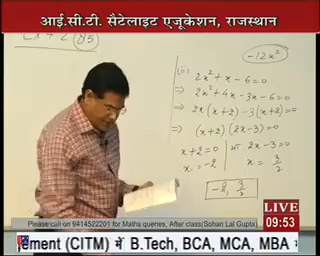 आई.सी.टी. सैटेलाइट एजूकेशन, राजस्थान
-12x²
(ii)
2x² + x - 6 = 0
⇒ 2x² + 4x - 3x - 6 = 0
⇒ 2x(x+2) - 3(x+2) = 0
⇒ (x+2) (2x-3) = 0
x+2=0 या 2x-3=0
x = -2 x = 3/2
-2, 3/2
Please call on 9414522201 for Maths queries, After class(Sohan Lal Gupta)
LIVE
09:53
ement (CITM) में B.Tech, BCA, MCA, MBA